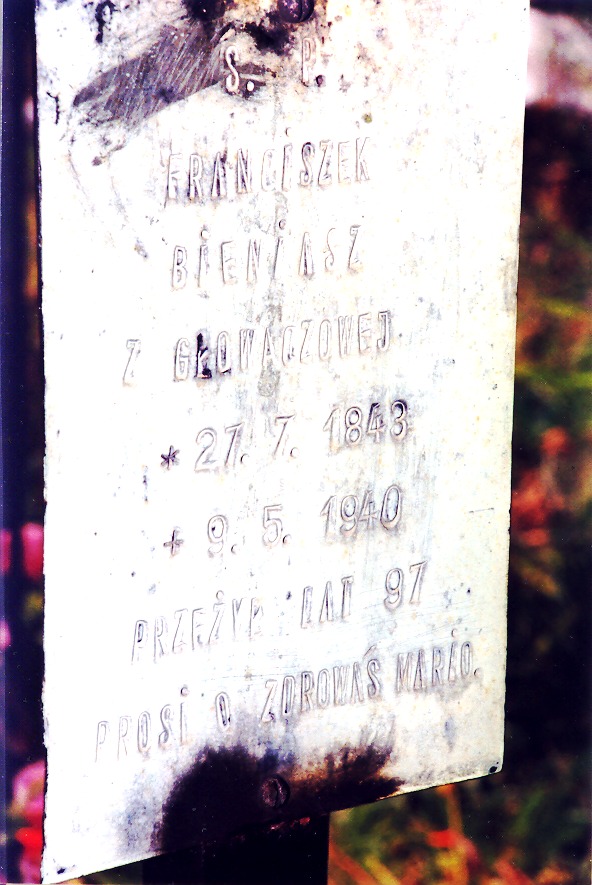 Ś. P.
FRANCISZEK
BIENIASZ
Z GŁOWACZOWEJ
* 27. 7. 1843
+ 9. 5. 1940
PRZEŻYŁ LAT 97
PROSI O ZDROWAŚ MARIO.